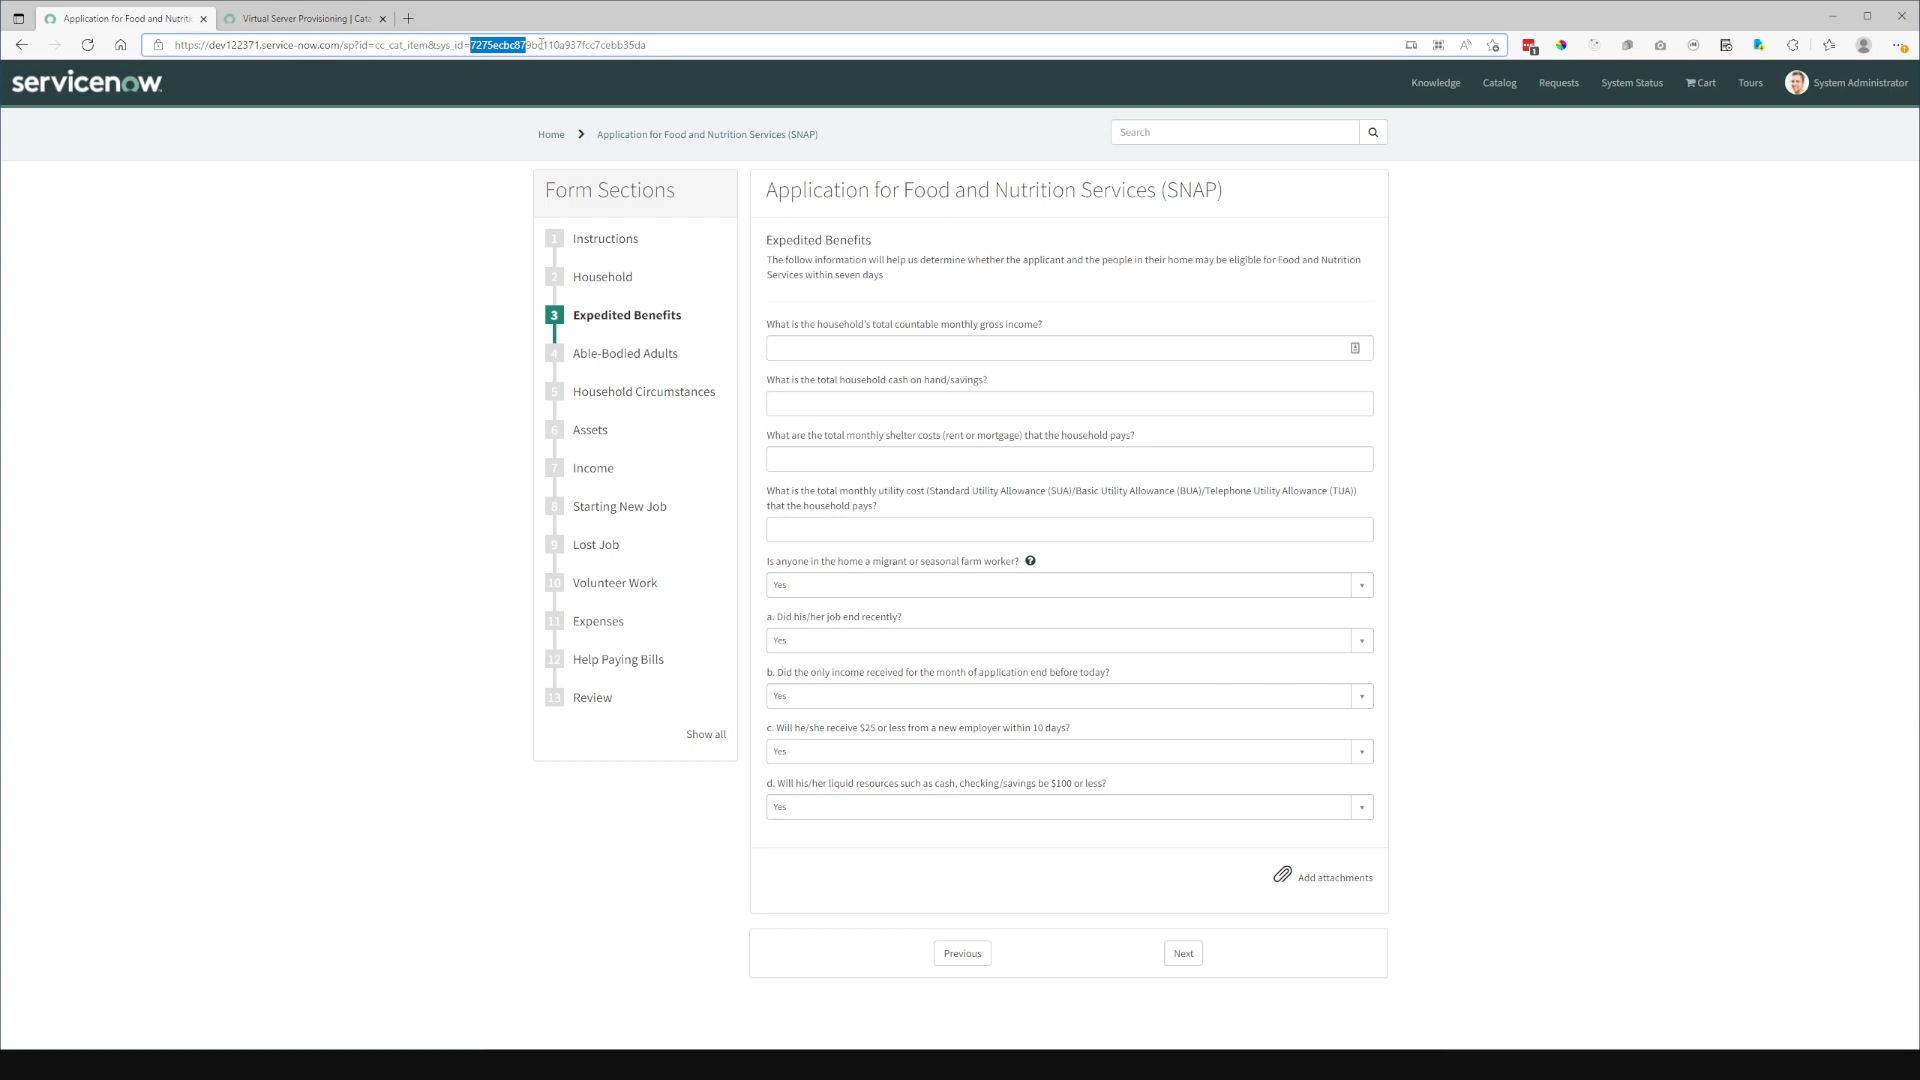 Application for Food and Nutriti
Virtual Server Provisioning | Cata
https://dev122371.service-now.com/sp?id=cc_cat_item&sys_id=7275ecbc879bc110a937fcc7cebb35da
servicenow
Knowledge
Catalog
Requests
System Status
Cart
Tours
System Administrator
Home
Application for Food and Nutrition Services (SNAP)
Search
Form Sections
1 Instructions
2 Household
3 Expedited Benefits
4 Able-Bodied Adults
5 Household Circumstances
6 Assets
7 Income
8 Starting New Job
9 Lost Job
10 Volunteer Work
11 Expenses
12 Help Paying Bills
13 Review
Show all
Application for Food and Nutrition Services (SNAP)
Expedited Benefits
The follow information will help us determine whether the applicant and the people in their home may be eligible for Food and Nutrition
Services within seven days
What is the household's total countable monthly gross income?
What is the total household cash on hand/savings?
What are the total monthly shelter costs (rent or mortgage) that the household pays?
What is the total monthly utility cost (Standard Utility Allowance (SUA)/Basic Utility Allowance (BUA)/Telephone Utility Allowance (TUA))
that the household pays?
Is anyone in the home a migrant or seasonal farm worker?
Yes
a. Did his/her job end recently?
Yes
b. Did the only income received for the month of application end before today?
Yes
c. Will he/she receive $25 or less from a new employer within 10 days?
Yes
d. Will his/her liquid resources such as cash, checking/savings be $100 or less?
Yes
Add attachments
Previous
Next